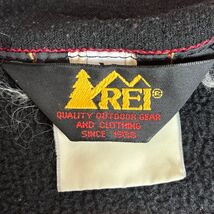 REI®
QUALITY OUTDOOR GEAR
AND CLOTHING
SINCE 1938